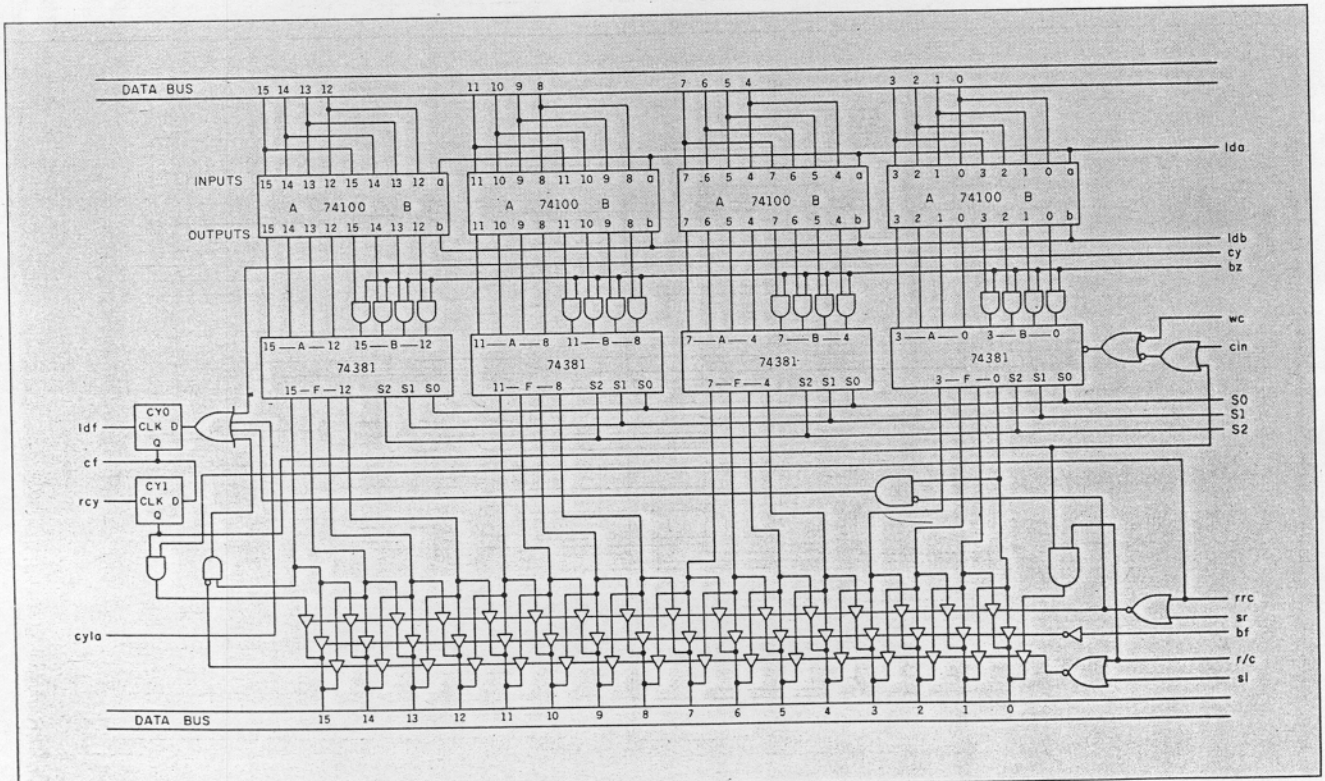 DATA BUS 15 14 13 12 11 10 9 8 7 6 5 4 3 2 1 0
lda
INPUTS 15 14 13 12 15 14 13 12 a 11 10 9 8 11 10 9 8 a 7 6 5 4 7 6 5 4 a 3 2 1 0 3 2 1 0 a
A 74100 B A 74100 B A 74100 B A 74100 B
OUTPUTS 15 14 13 12 15 14 13 12 b 11 10 9 8 11 10 9 8 b 7 6 5 4 7 6 5 4 b 3 2 1 0 3 2 1 0 b
ldb
cy
bz
wc
15—A—12 15—B—12 11—A—8 11—B—8 7—A—4 7—B—4 3—A—0 3—B—0
cin
74381 74381 74381 74381
15—F—12 S2 S1 S0 11—F—8 S2 S1 S0 7—F—4 S2 S1 S0 3—F—0 S2 S1 S0
S0
S1
S2
CY0
ldf CLK D
Q
cf
CY1
rcy CLK D
Q
rrc
sr
bf
cyla
r/c
sl
DATA BUS 15 14 13 12 11 10 9 8 7 6 5 4 3 2 1 0